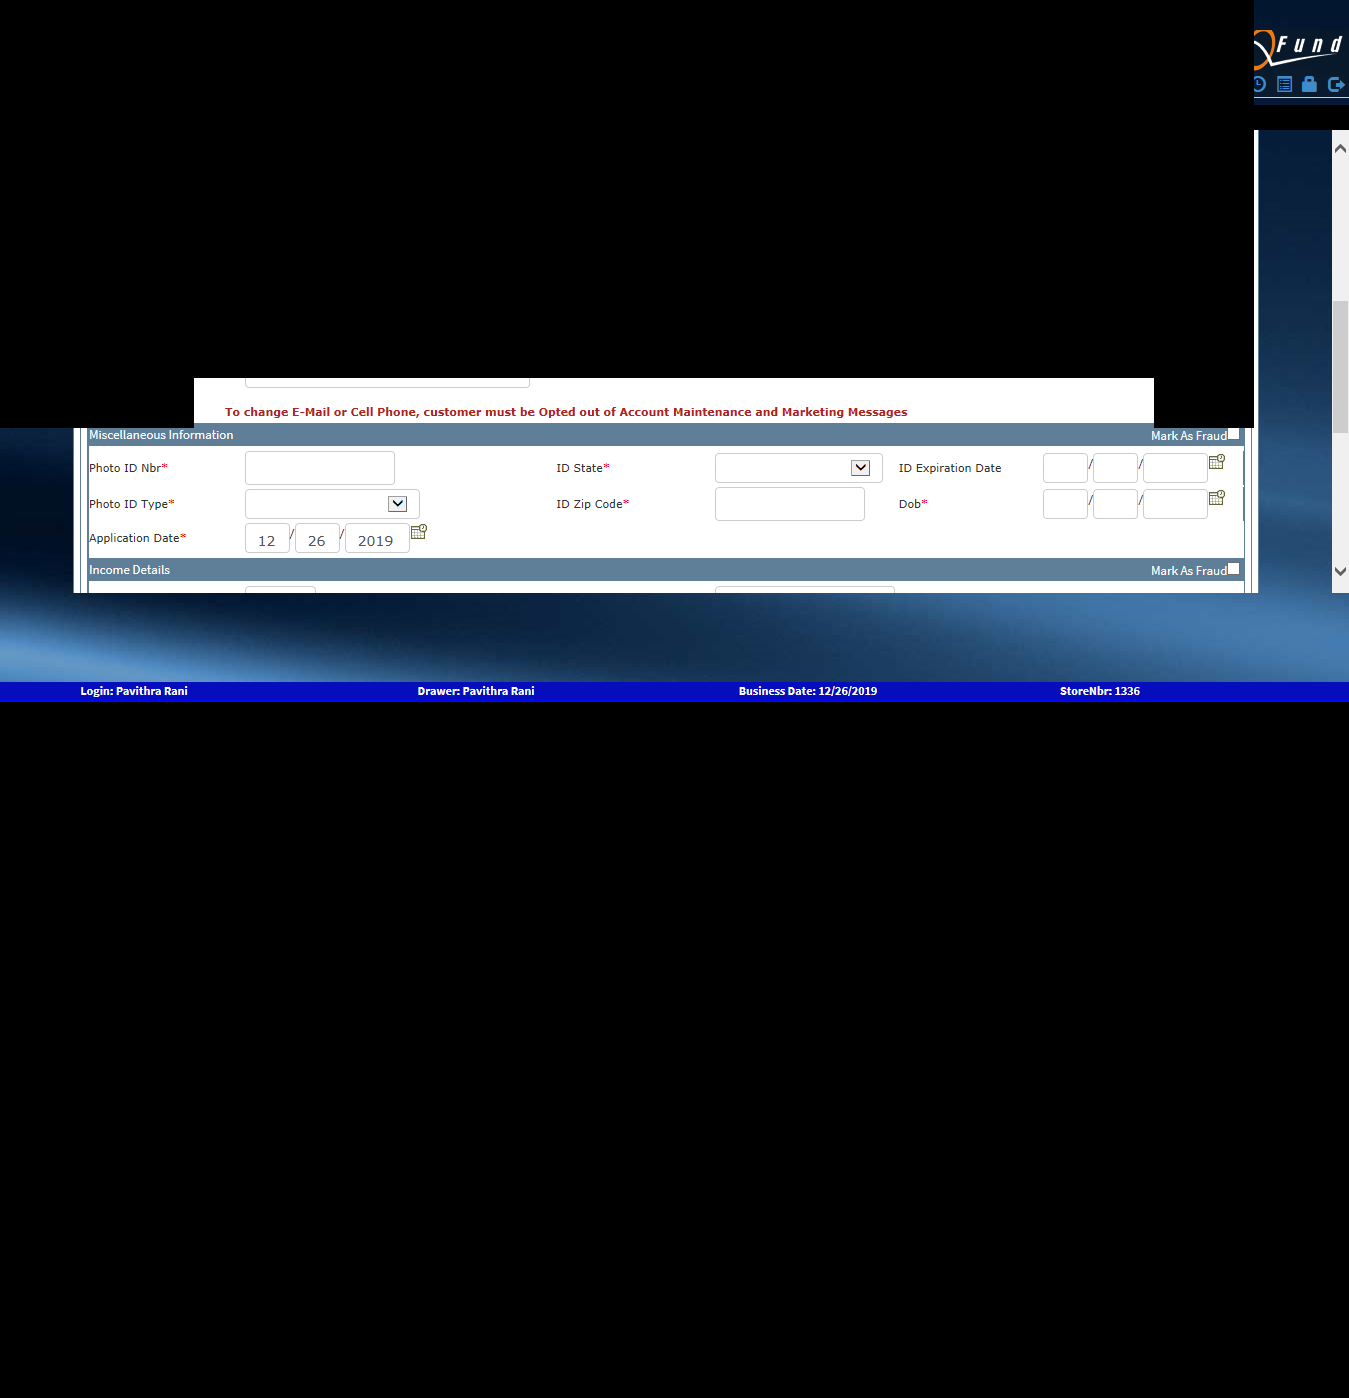 Fund
To change E-Mail or Cell Phone, customer must be Opted out of Account Maintenance and Marketing Messages
Miscellaneous Information Mark As Fraud
Photo ID Nbr* ID State* ID Expiration Date / /
Photo ID Type* ID Zip Code* Dob* / /
Application Date* 12 / 26 / 2019
Income Details Mark As Fraud
Login: Pavithra Rani Drawer: Pavithra Rani Business Date: 12/26/2019 StoreNbr: 1336